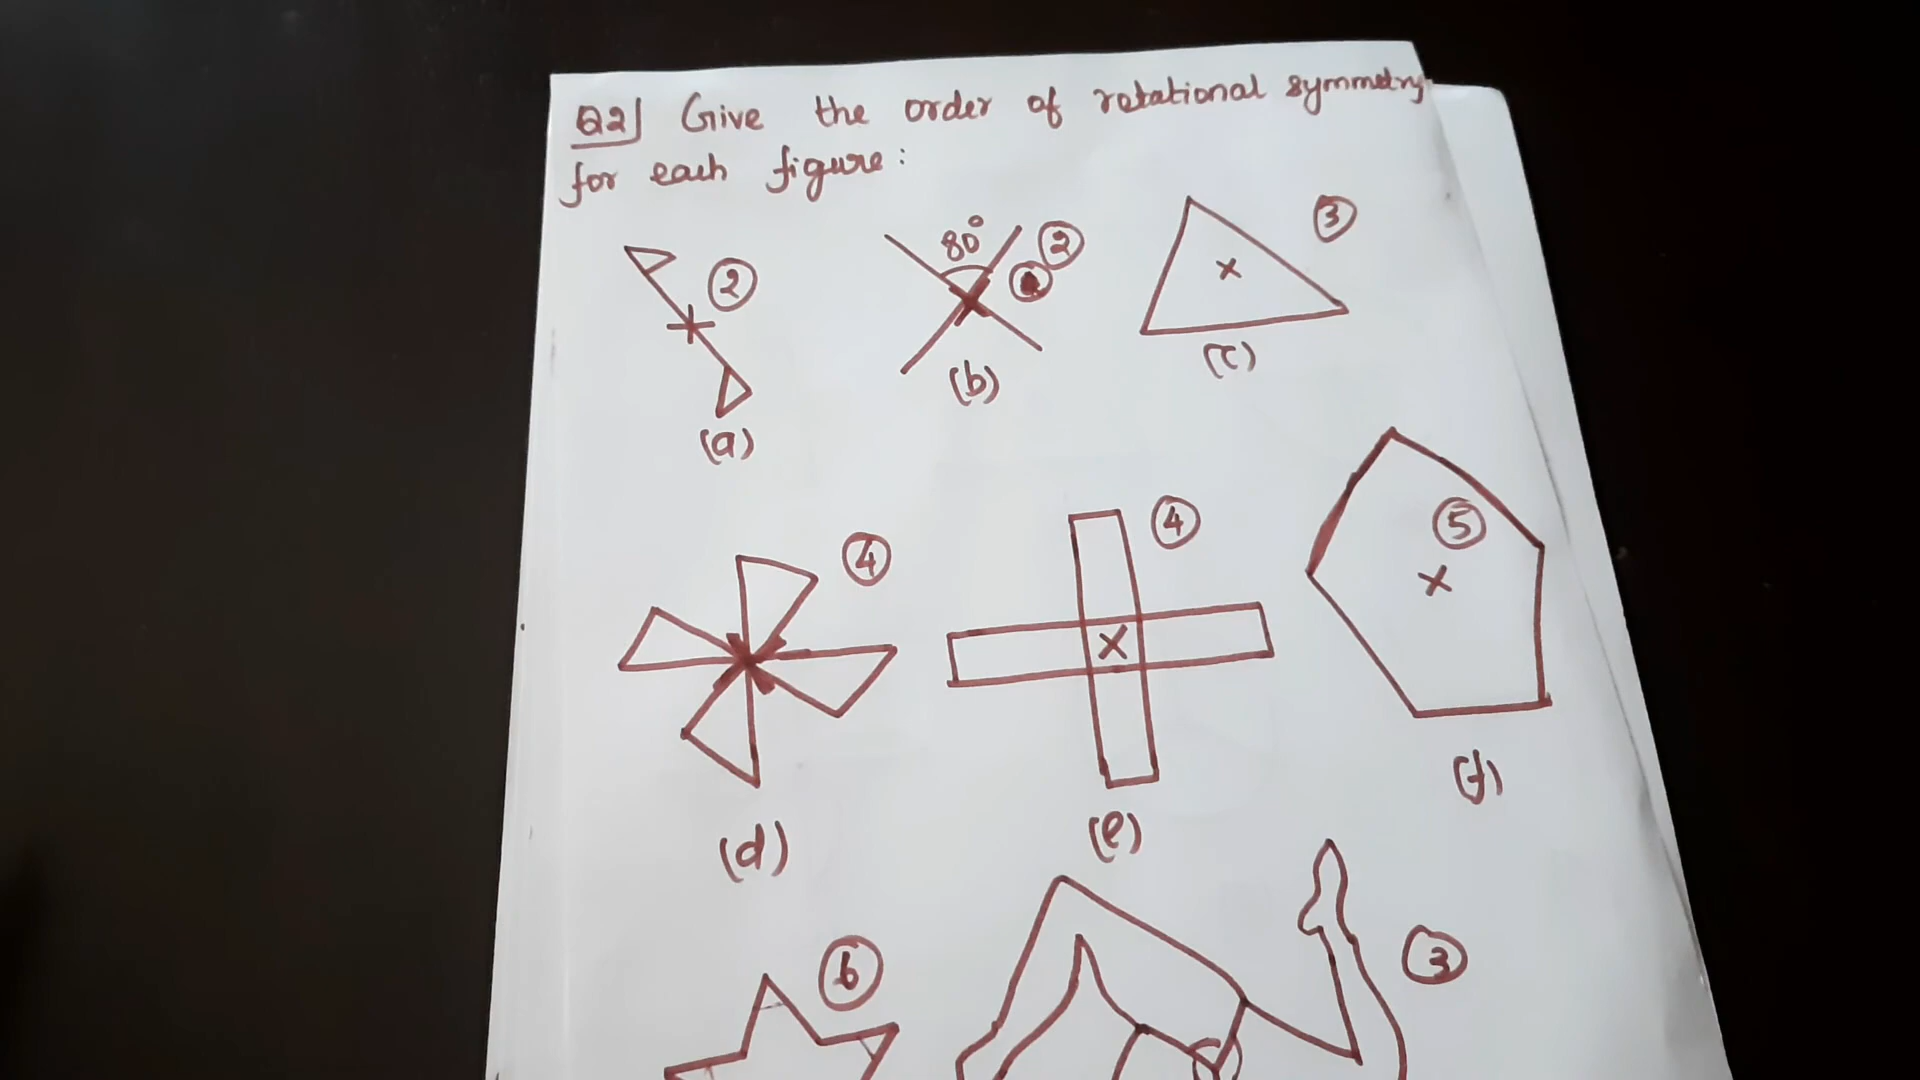 Q2] Give the order of rotational symmetry
for each figure:
2
80° 2
3
(a)
(b)
(c)
4
4
5
(d)
(e)
(f)
6
3